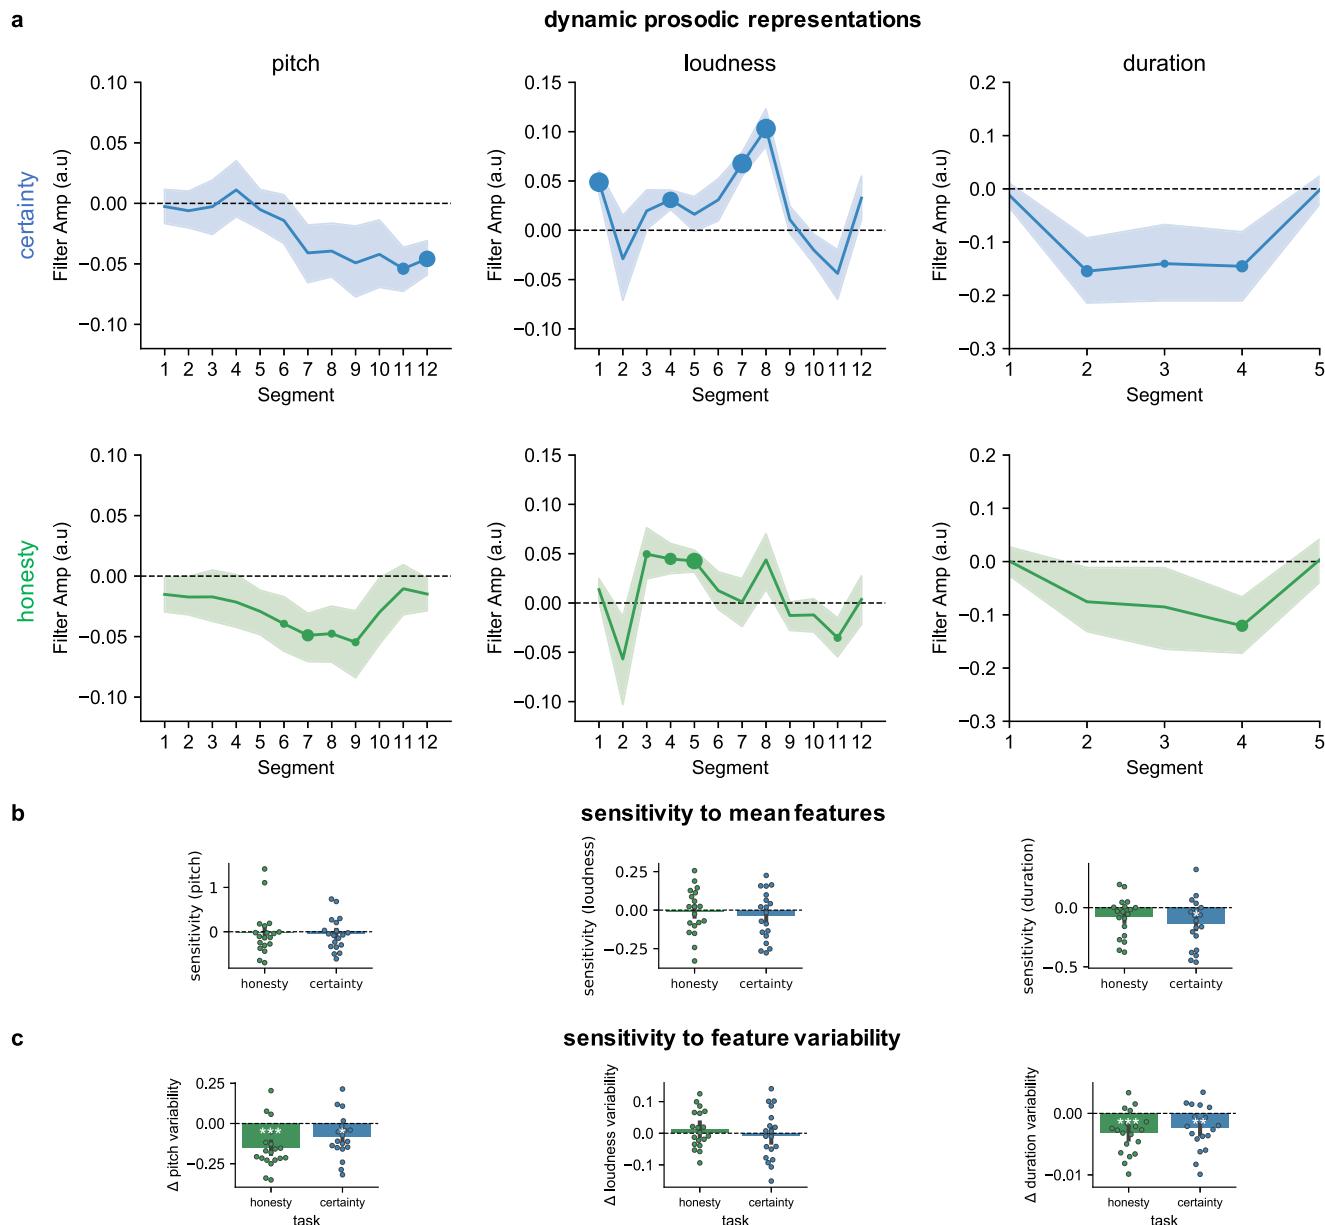 a
dynamic prosodic representations
pitch
loudness
duration
certainty
Filter Amp (a.u)
0.10
0.05
0.00
−0.05
−0.10
1 2 3 4 5 6 7 8 9 10 11 12
Segment
Filter Amp (a.u)
0.15
0.10
0.05
0.00
−0.05
−0.10
1 2 3 4 5 6 7 8 9 10 11 12
Segment
Filter Amp (a.u)
0.2
0.1
0.0
−0.1
−0.2
−0.3
1 2 3 4 5
Segment
honesty
Filter Amp (a.u)
0.10
0.05
0.00
−0.05
−0.10
1 2 3 4 5 6 7 8 9 10 11 12
Segment
Filter Amp (a.u)
0.15
0.10
0.05
0.00
−0.05
−0.10
1 2 3 4 5 6 7 8 9 10 11 12
Segment
Filter Amp (a.u)
0.2
0.1
0.0
−0.1
−0.2
−0.3
1 2 3 4 5
Segment
b
sensitivity to mean features
sensitivity (pitch)
1
0
honesty certainty
sensitivity (loudness)
0.25
0.00
−0.25
honesty certainty
sensitivity (duration)
0.0
−0.5
*
honesty certainty
c
sensitivity to feature variability
Δ pitch variability
0.25
0.00
−0.25
***
*
honesty certainty
task
Δ loudness variability
0.1
0.0
−0.1
honesty certainty
Δ duration variability
0.00
−0.01
***
**
honesty certainty
task